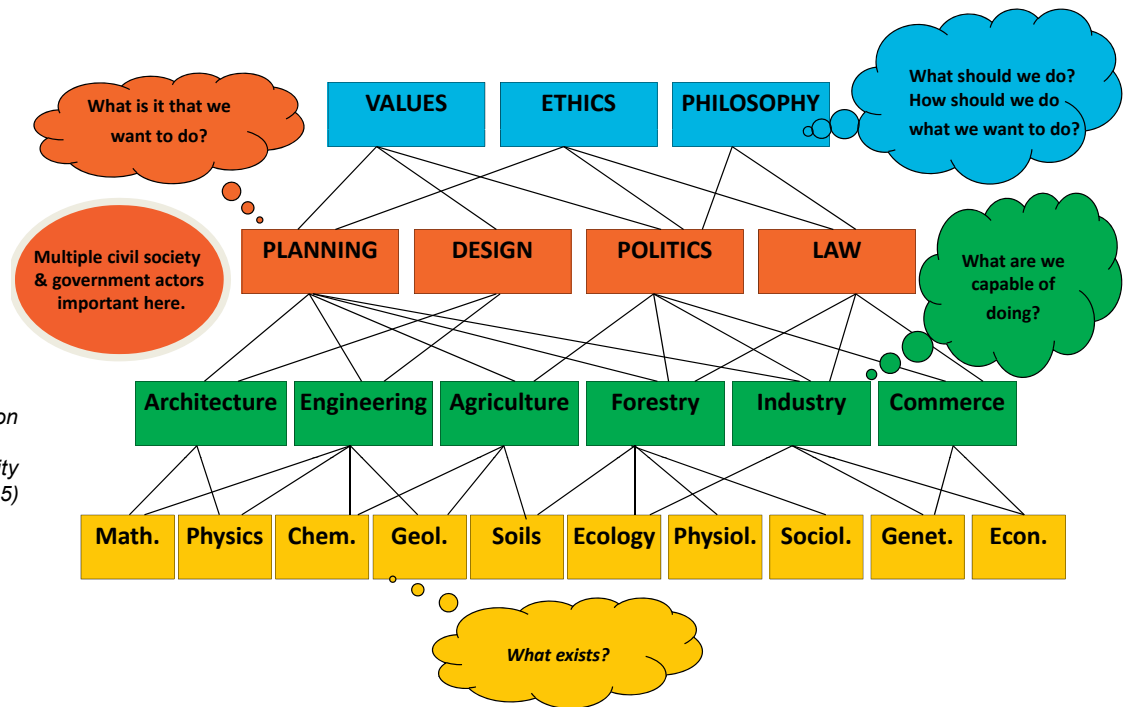 What is it that we
want to do?
VALUES
ETHICS
PHILOSOPHY
What should we do?
How should we do
what we want to do?
Multiple civil society
& government actors
important here.
PLANNING
DESIGN
POLITICS
LAW
What are we
capable of
doing?
on
ity
5)
Architecture
Engineering
Agriculture
Forestry
Industry
Commerce
Math.
Physics
Chem.
Geol.
Soils
Ecology
Physiol.
Sociol.
Genet.
Econ.
What exists?